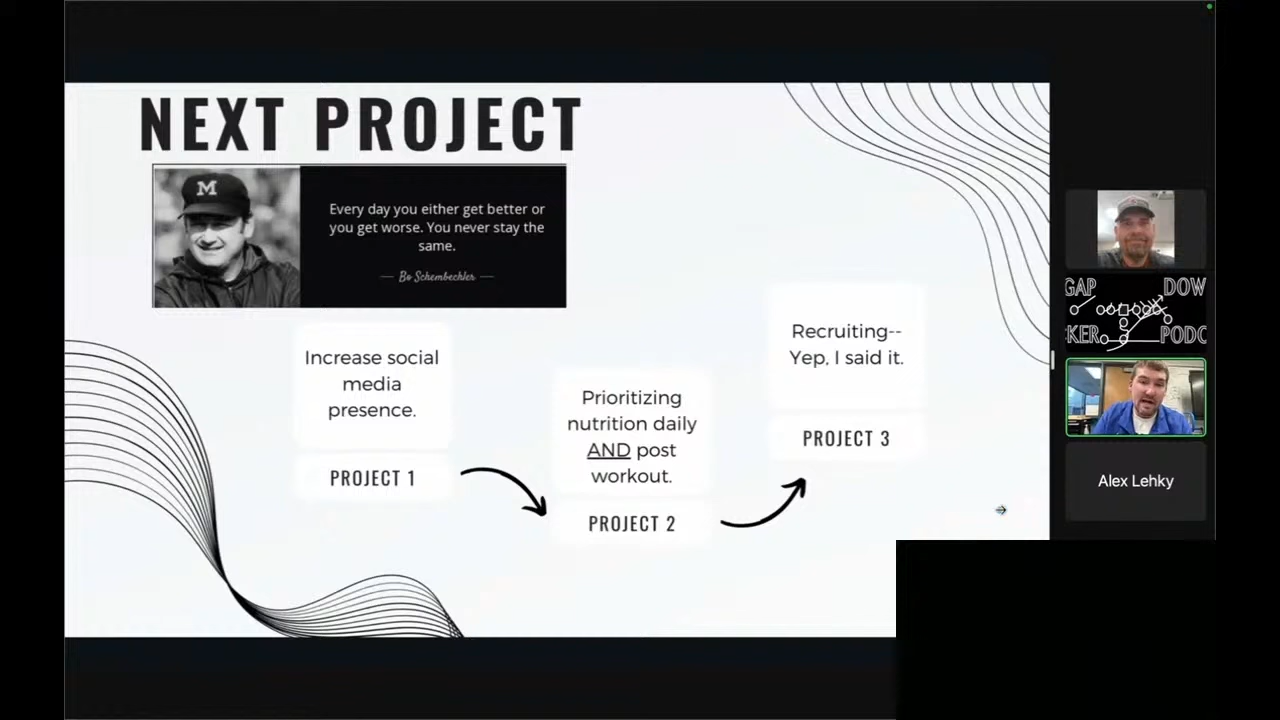 NEXT PROJECT
M
Every day you either get better or
you get worse. You never stay the
same.
— Bo Schembechler —
Increase social
media
presence.
PROJECT 1
Prioritizing
nutrition daily
AND post
workout.
PROJECT 2
Recruiting--
Yep, I said it.
PROJECT 3
GAP DOW
KER PODC
Alex Lehky